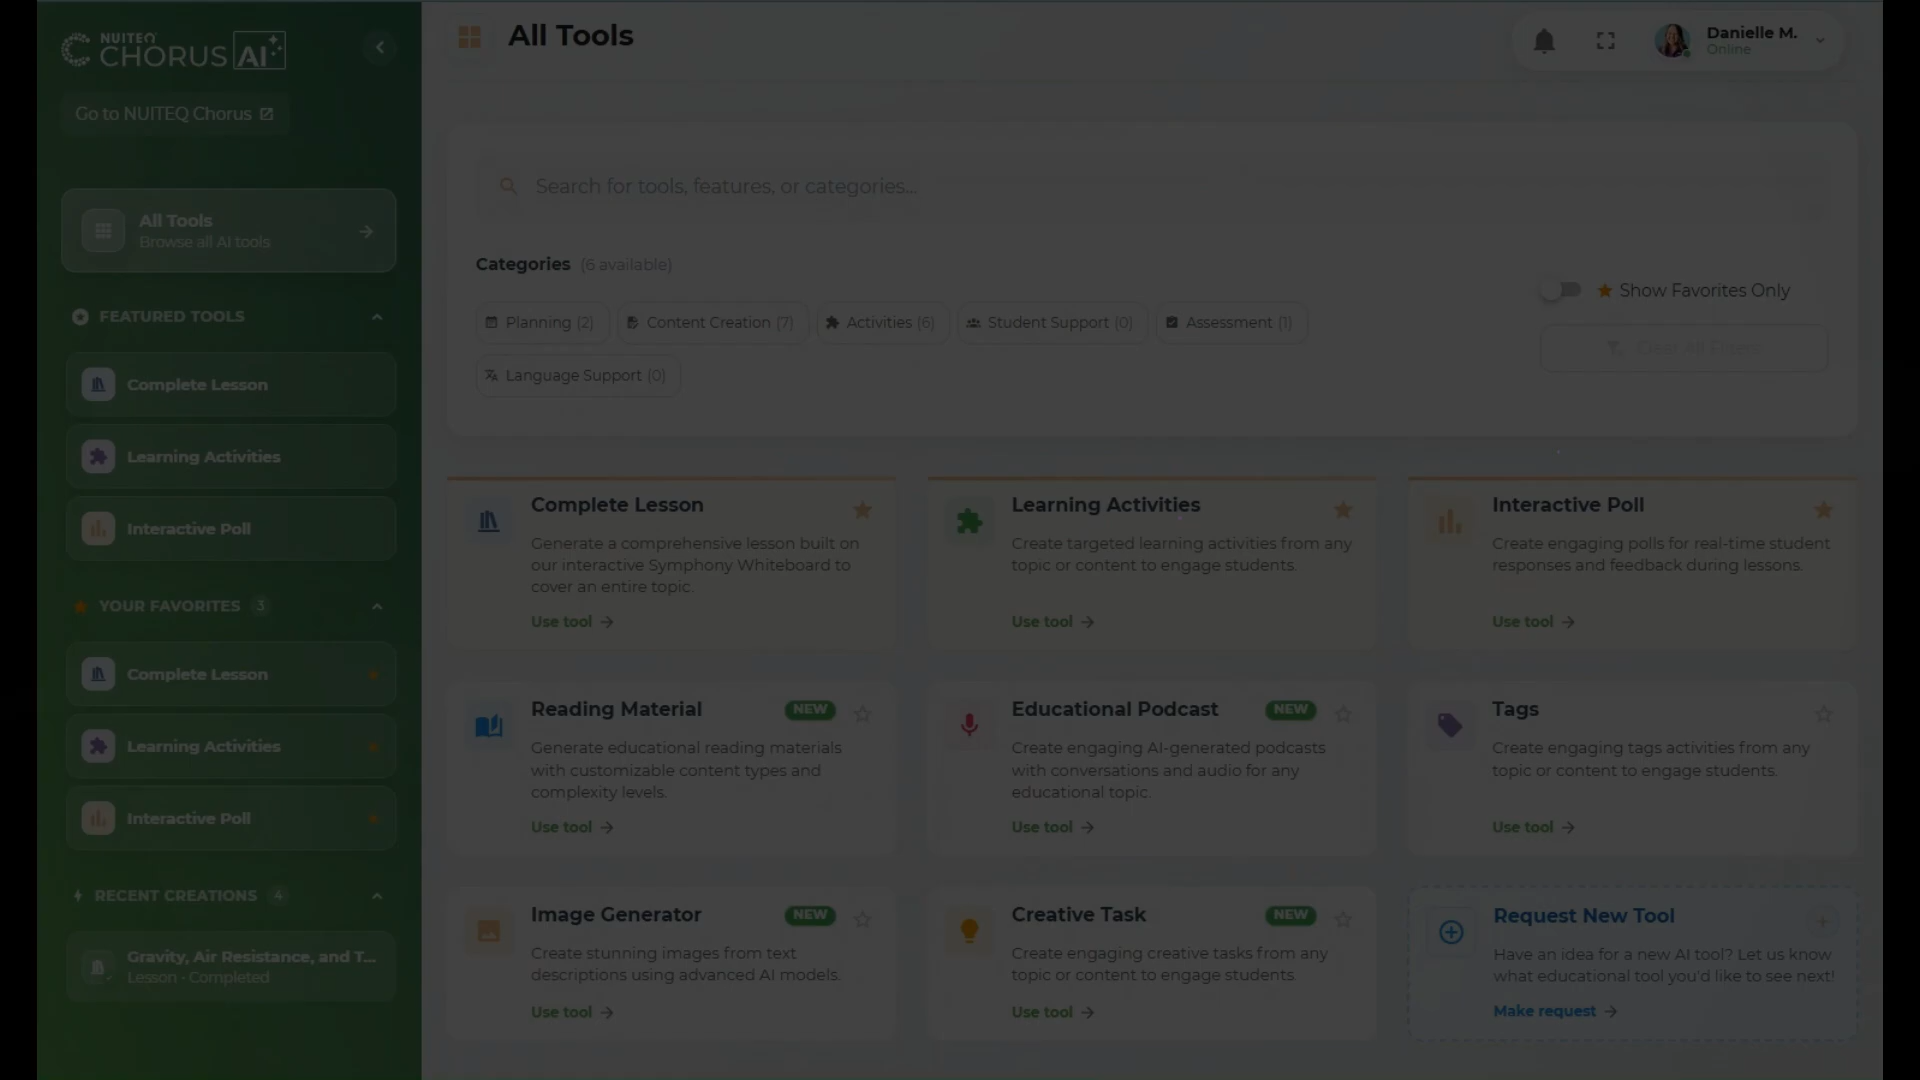 NUITEQ
CHORUS AI
Go to NUITEQ Chorus
All Tools
Browse all AI tools
FEATURED TOOLS
Complete Lesson
Learning Activities
Interactive Poll
YOUR FAVORITES 3
Complete Lesson
Learning Activities
Interactive Poll
RECENT CREATIONS 4
Gravity, Air Resistance, and T...
Lesson - Completed
All Tools
Danielle M.
Online
Search for tools, features, or categories...
Categories (6 available)
Planning (2) Content Creation (7) Activities (6) Student Support (0) Assessment (1)
Language Support (0)
Show Favorites Only
Clear All Filters
Complete Lesson
Generate a comprehensive lesson built on
our interactive Symphony Whiteboard to
cover an entire topic.
Use tool
Learning Activities
Create targeted learning activities from any
topic or content to engage students.
Use tool
Interactive Poll
Create engaging polls for real-time student
responses and feedback during lessons.
Use tool
Reading Material NEW
Generate educational reading materials
with customizable content types and
complexity levels.
Use tool
Educational Podcast NEW
Create engaging AI-generated podcasts
with conversations and audio for any
educational topic.
Use tool
Tags
Create engaging tags activities from any
topic or content to engage students.
Use tool
Image Generator NEW
Create stunning images from text
descriptions using advanced AI models.
Use tool
Creative Task NEW
Create engaging creative tasks from any
topic or content to engage students.
Use tool
Request New Tool
Have an idea for a new AI tool? Let us know
what educational tool you'd like to see next!
Make request